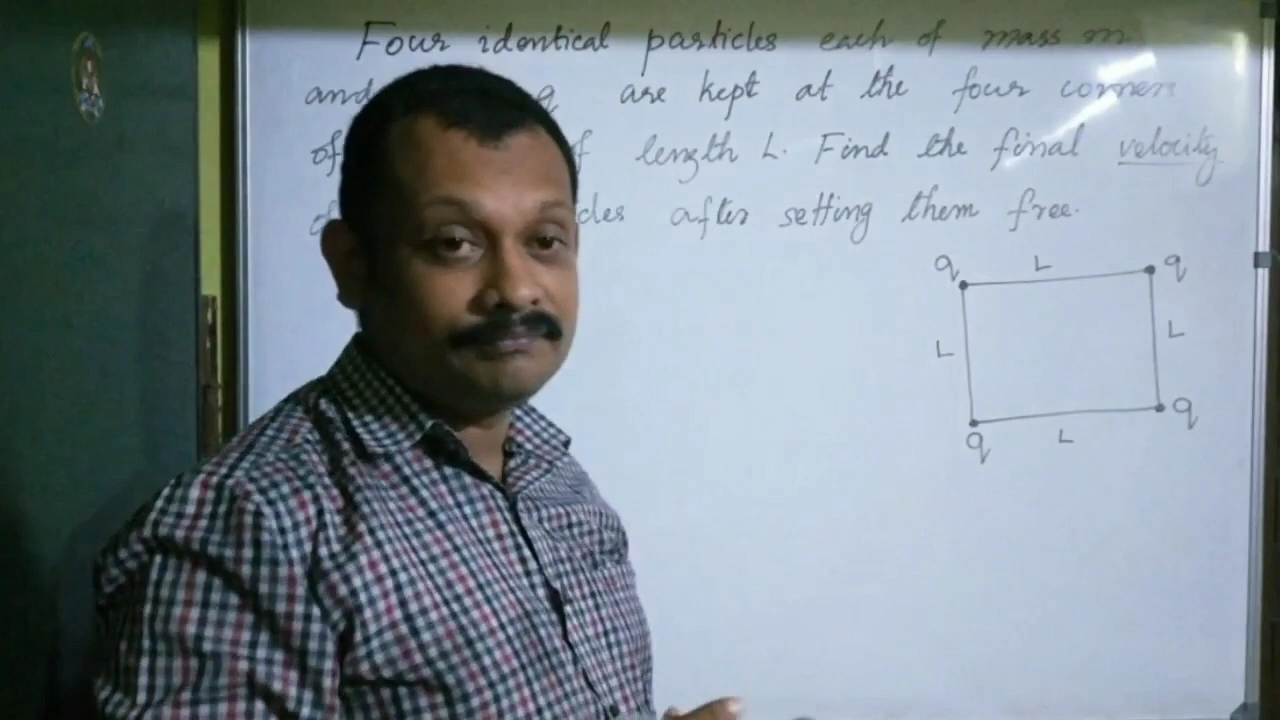 Four identical particles each of mass m
and q are kept at the four corners
of f length L. Find the final velocity
cles after setting them free.
q L q
L L
q L q